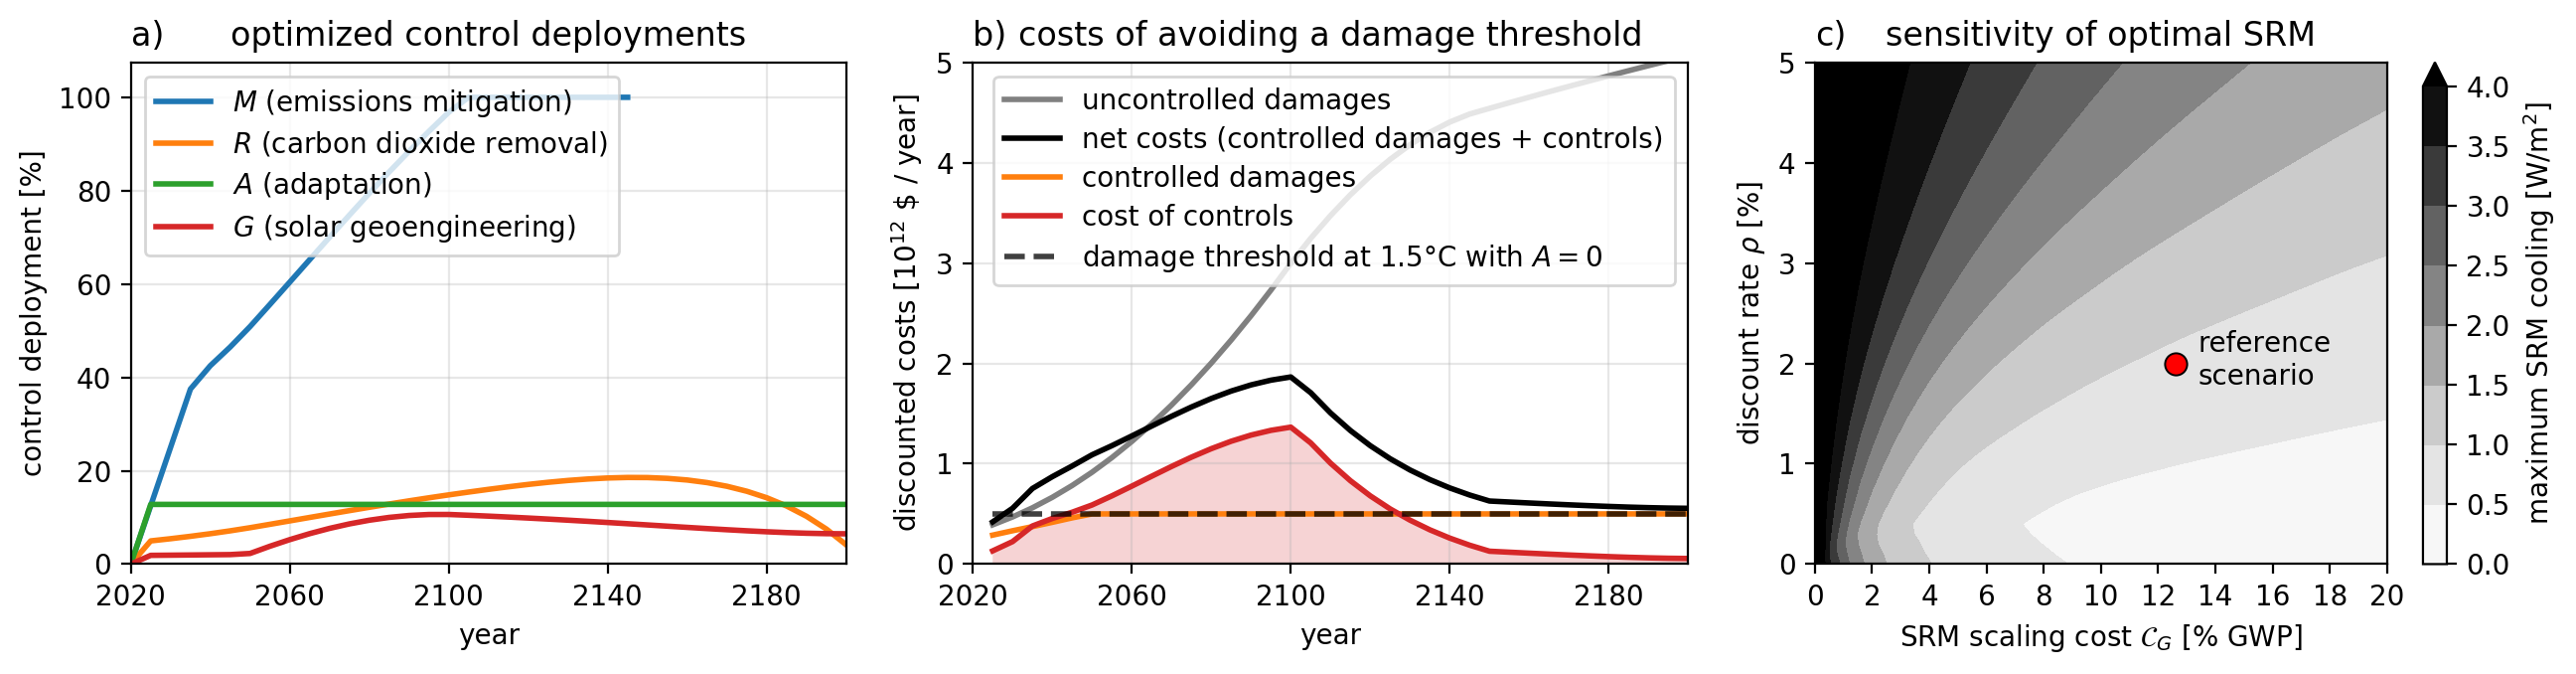 a) optimized control deployments
control deployment [%]
100
80
60
40
20
0
M (emissions mitigation)
R (carbon dioxide removal)
A (adaptation)
G (solar geoengineering)
2020 2060 2100 2140 2180
year
b) costs of avoiding a damage threshold
discounted costs [10¹² $ / year]
5
4
3
2
1
0
uncontrolled damages
net costs (controlled damages + controls)
controlled damages
cost of controls
damage threshold at 1.5°C with A = 0
2020 2060 2100 2140 2180
year
c) sensitivity of optimal SRM
discount rate ρ [%]
5
4
3
2
1
0
reference
scenario
0 2 4 6 8 10 12 14 16 18 20
SRM scaling cost 𝒞_G [% GWP]
4.0
3.5
3.0
2.5
2.0
1.5
1.0
0.5
0.0
maximum SRM cooling [W/m²]